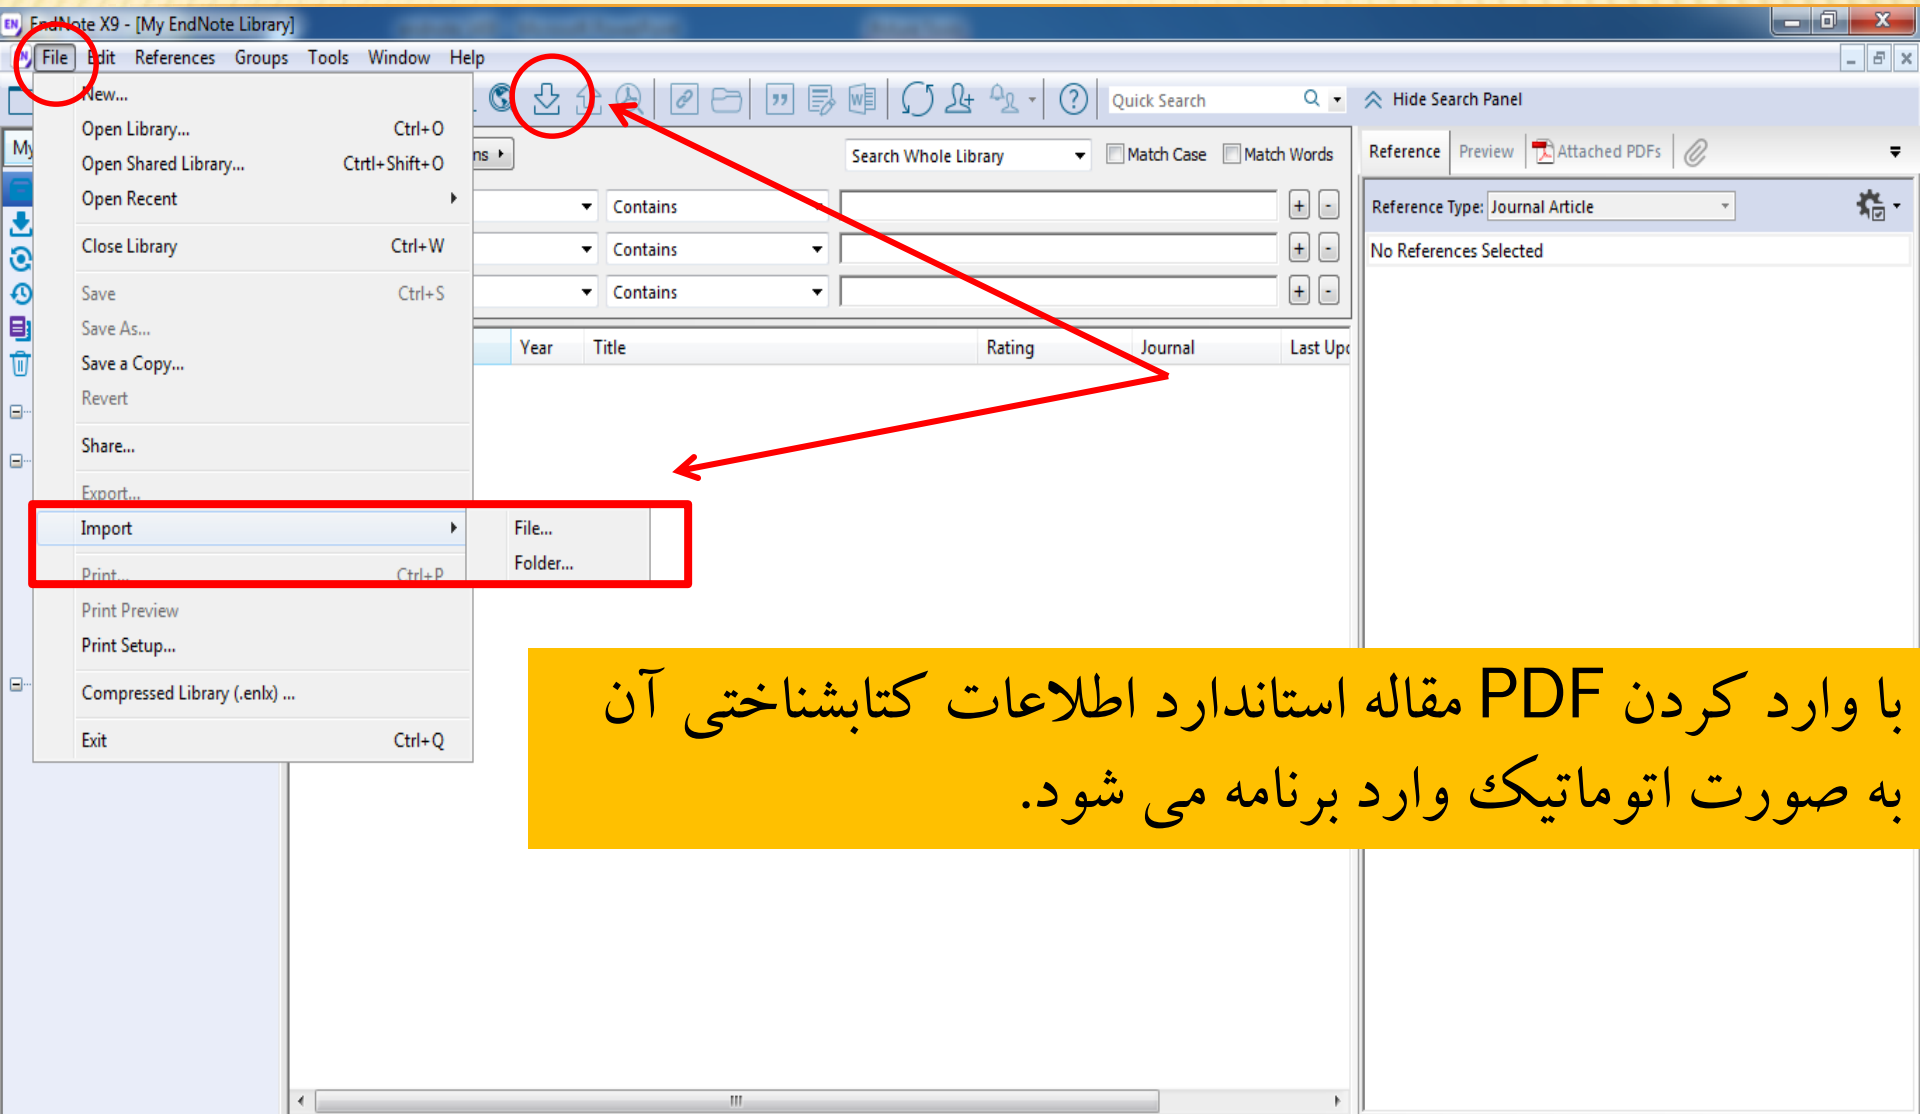 EndNote X9 - [My EndNote Library]
File Edit References Groups Tools Window Help
New...
Open Library... Ctrl+O
Open Shared Library... Ctrtl+Shift+O
Open Recent
Close Library Ctrl+W
Save Ctrl+S
Save As...
Save a Copy...
Revert
Share...
Export...
Import
File...
Folder...
Print... Ctrl+P
Print Preview
Print Setup...
Compressed Library (.enlx) ...
Exit Ctrl+Q
Quick Search
Hide Search Panel
My
ns
Search Whole Library Match Case Match Words
Contains
Contains
Contains
Year Title Rating Journal Last Upd
Reference Preview Attached PDFs
Reference Type: Journal Article
No References Selected
با وارد کردن PDF مقاله استاندارد اطلاعات کتابشناختی آن
به صورت اتوماتیک وارد برنامه می شود.